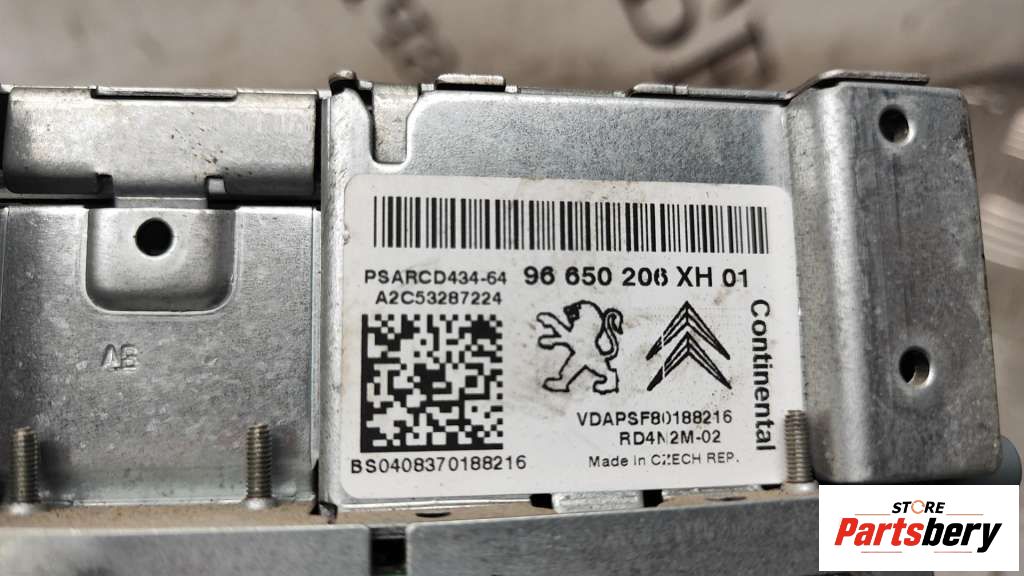 PSARCD434-64 96 650 206 XH 01
A2C53287224
Continental
VDAPSF80188216
RD4N2M-02
BS0408370188216
Made in CZECH REP.
AE
STORE
Partsbery